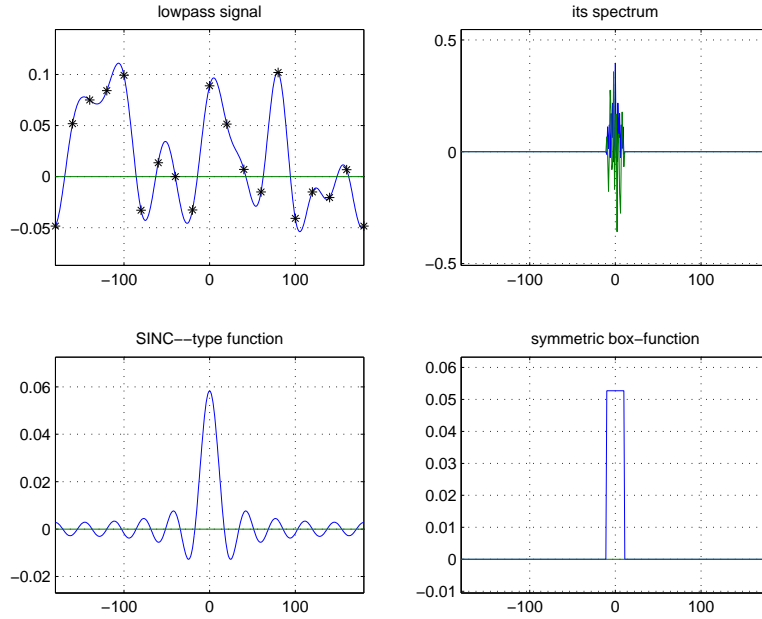 lowpass signal
0.1
0.05
0
−0.05
−100 0 100
its spectrum
0.5
0
−0.5
−100 0 100
SINC−−type function
0.06
0.04
0.02
0
−0.02
−100 0 100
symmetric box−function
0.06
0.05
0.04
0.03
0.02
0.01
0
−0.01
−100 0 100